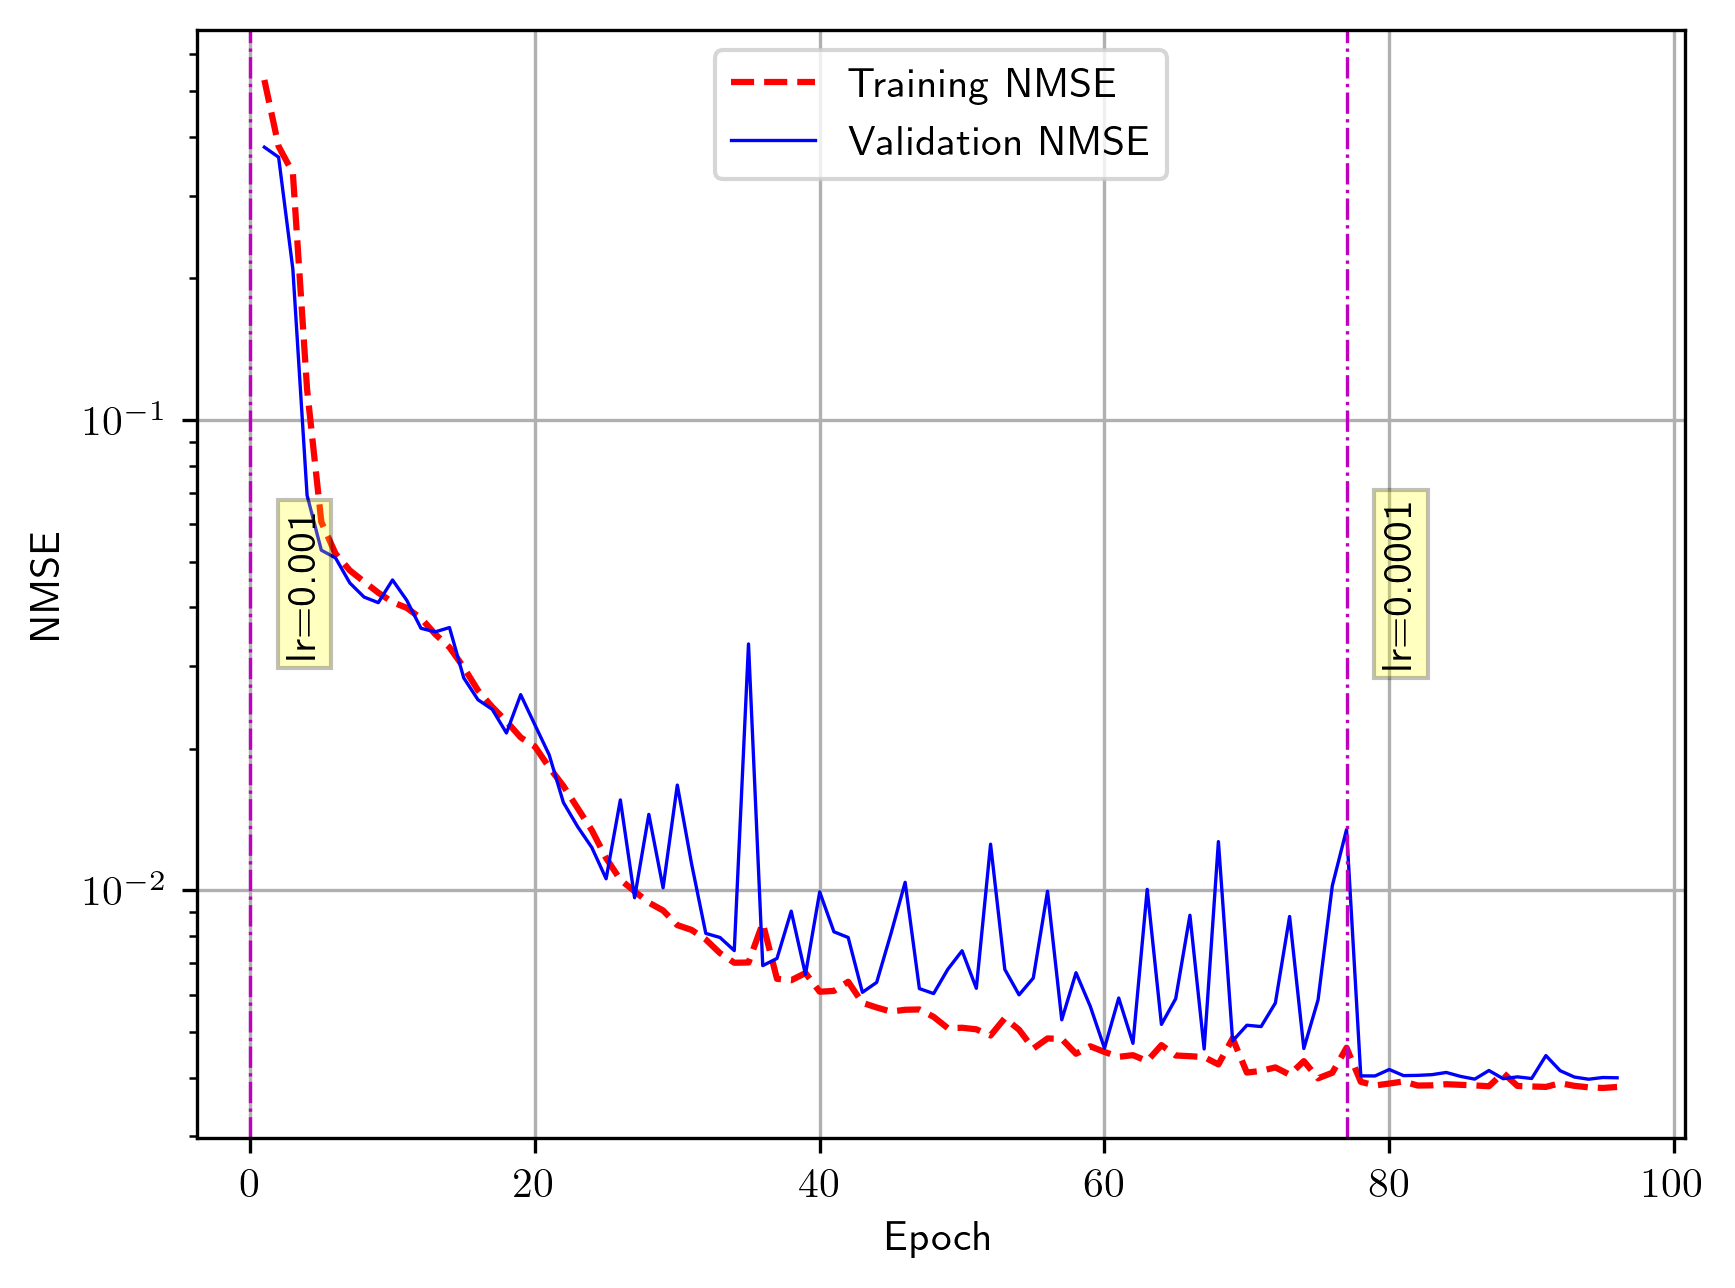 Training NMSE
Validation NMSE
NMSE
10⁻¹
10⁻²
lr=0.001
lr=0.0001
0 20 40 60 80 100
Epoch